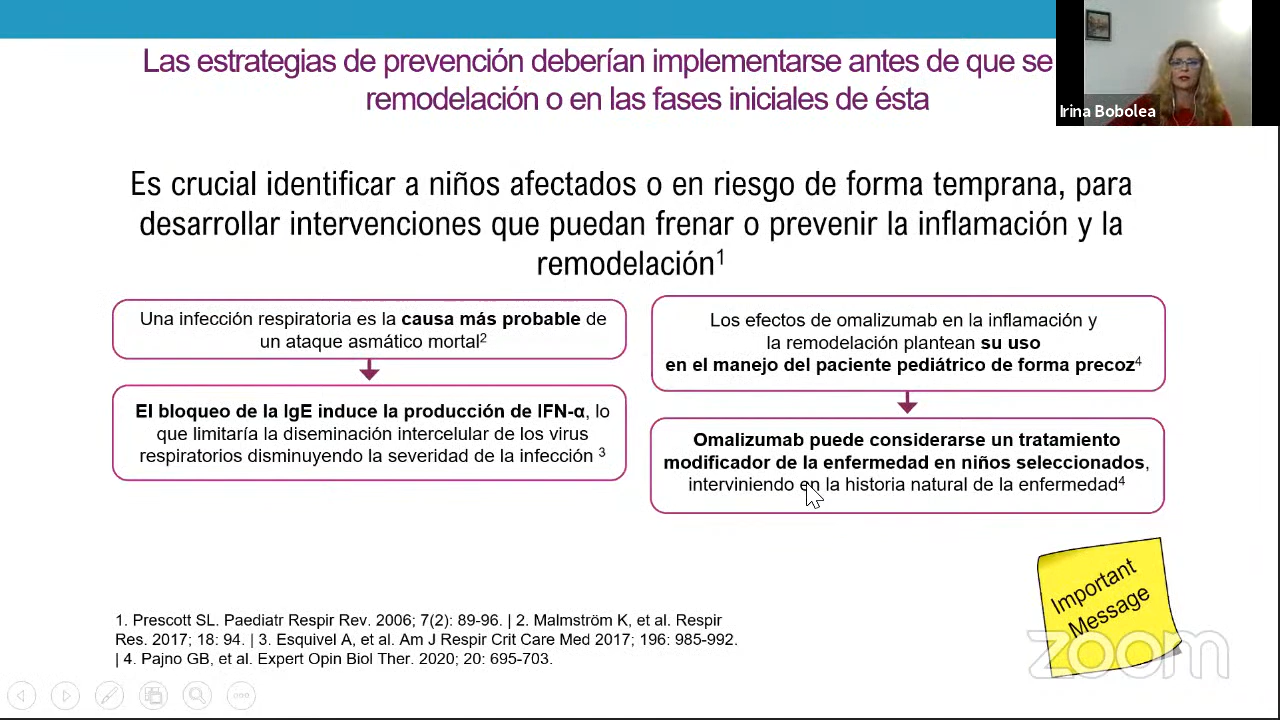 Las estrategias de prevención deberían implementarse antes de que se
remodelación o en las fases iniciales de ésta
Irina Bobolea
Es crucial identificar a niños afectados o en riesgo de forma temprana, para
desarrollar intervenciones que puedan frenar o prevenir la inflamación y la
remodelación¹
Una infección respiratoria es la causa más probable de
un ataque asmático mortal²
El bloqueo de la IgE induce la producción de IFN-α, lo
que limitaría la diseminación intercelular de los virus
respiratorios disminuyendo la severidad de la infección ³
Los efectos de omalizumab en la inflamación y
la remodelación plantean su uso
en el manejo del paciente pediátrico de forma precoz⁴
Omalizumab puede considerarse un tratamiento
modificador de la enfermedad en niños seleccionados,
interviniendo en la historia natural de la enfermedad⁴
Important
Message
zoom
1. Prescott SL. Paediatr Respir Rev. 2006; 7(2): 89-96. | 2. Malmström K, et al. Respir
Res. 2017; 18: 94. | 3. Esquivel A, et al. Am J Respir Crit Care Med 2017; 196: 985-992.
| 4. Pajno GB, et al. Expert Opin Biol Ther. 2020; 20: 695-703.